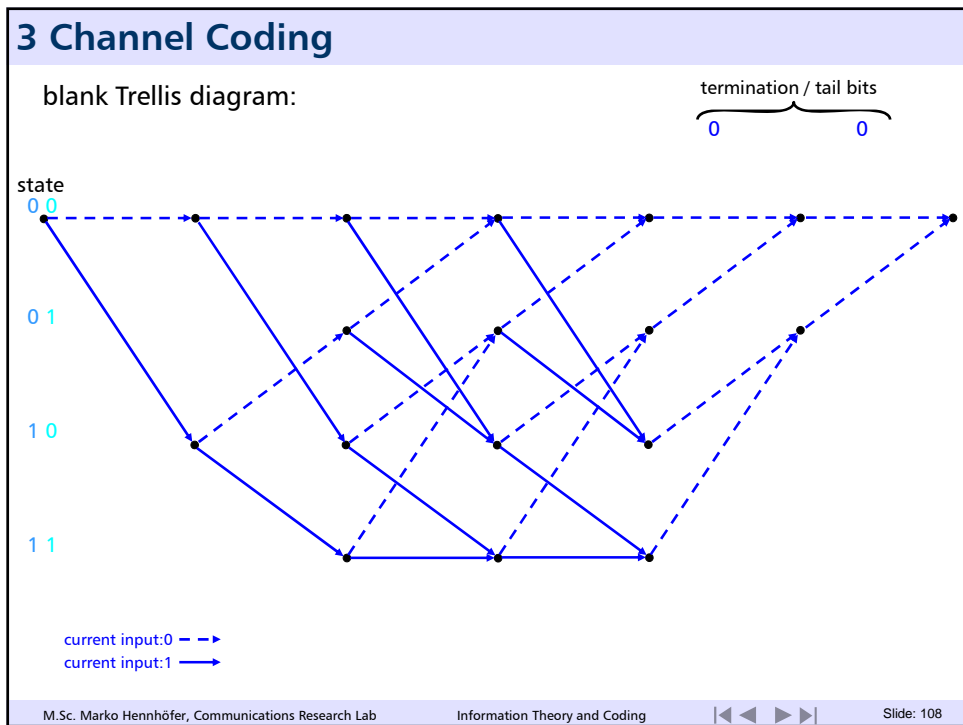 3 Channel Coding
blank Trellis diagram:
termination / tail bits
0 0
state
0 0
0 1
1 0
1 1
current input:0
current input:1
M.Sc. Marko Hennhöfer, Communications Research Lab Information Theory and Coding Slide: 108